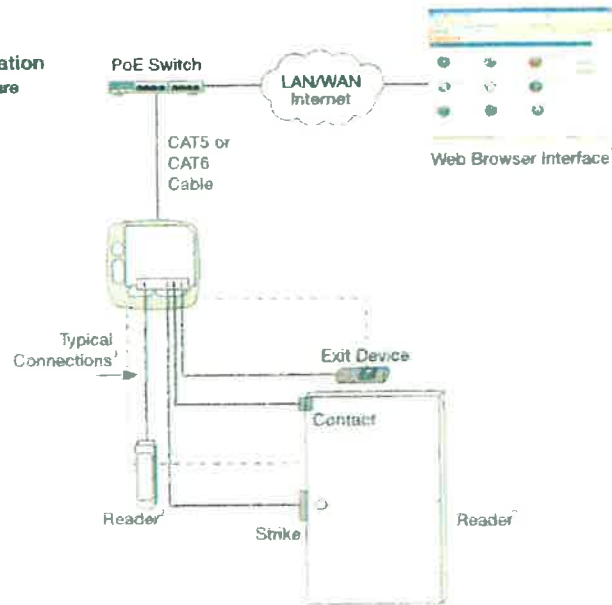 ation
PoE Switch
ure
LAN/WAN
Internet
CAT5 or
CAT6
Cable
Web Browser Interface
Typical
Connections
Exit Device
Contact
Reader
Strike
Reader